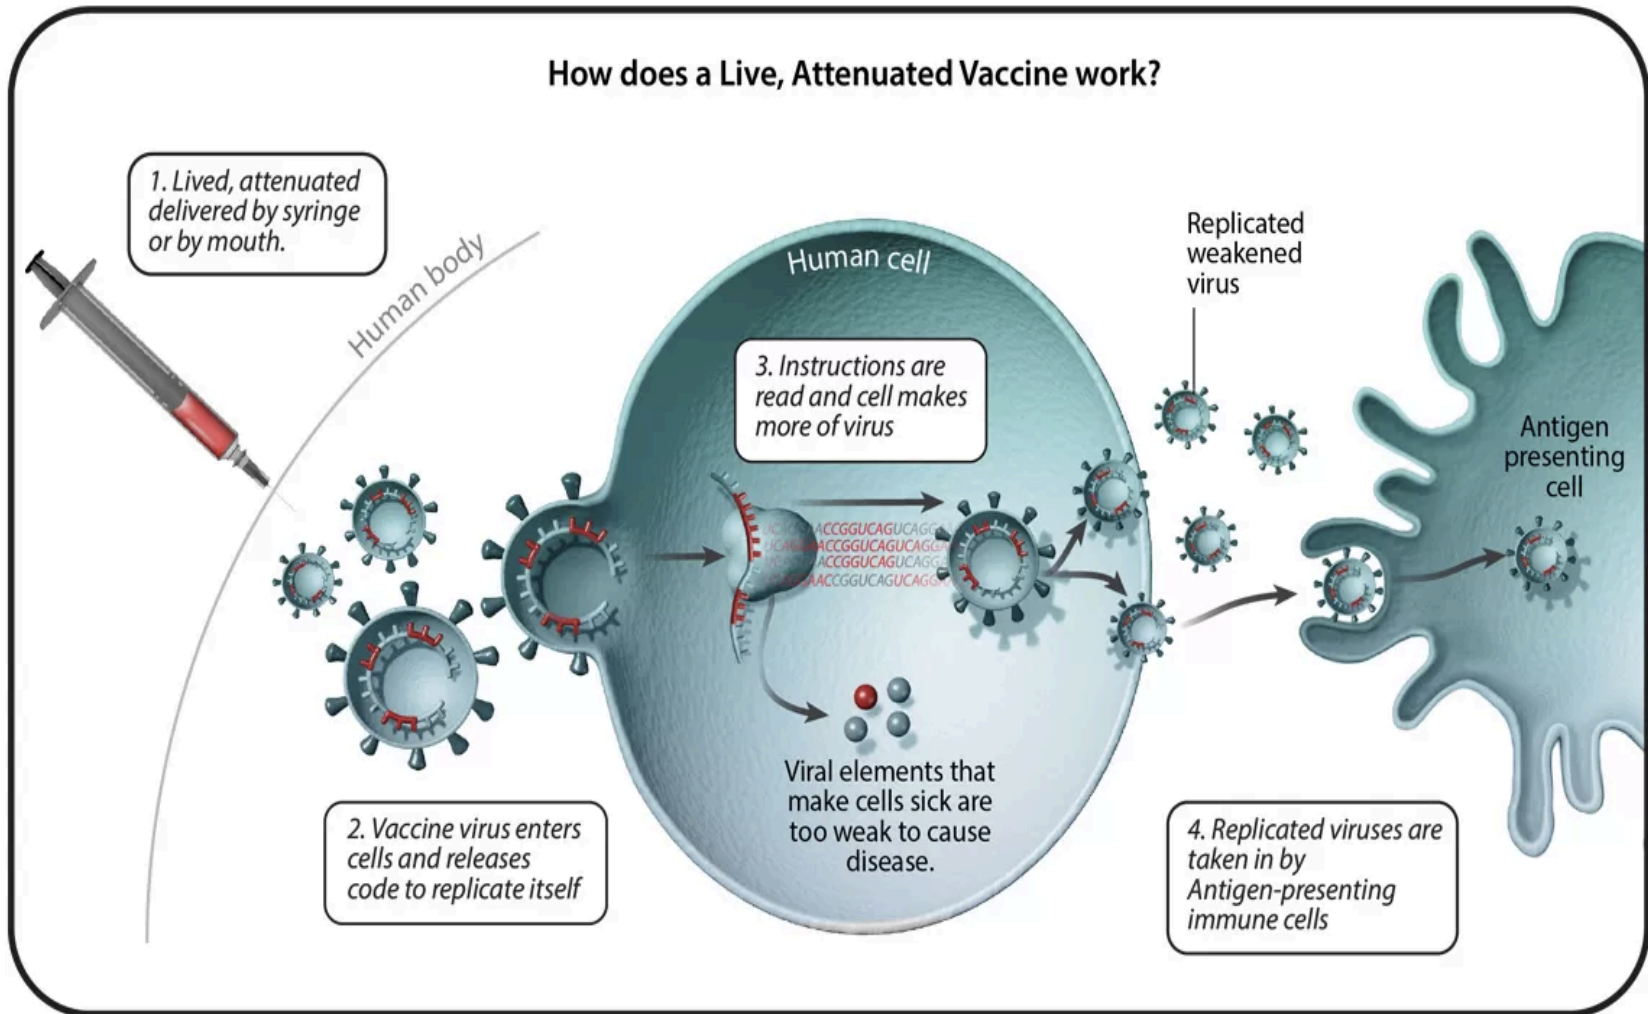 How does a Live, Attenuated Vaccine work?
1. Lived, attenuated
delivered by syringe
or by mouth.
Human body
2. Vaccine virus enters
cells and releases
code to replicate itself
Human cell
3. Instructions are
read and cell makes
more of virus
Viral elements that
make cells sick are
too weak to cause
disease.
Replicated
weakened
virus
Antigen
presenting
cell
4. Replicated viruses are
taken in by
Antigen-presenting
immune cells